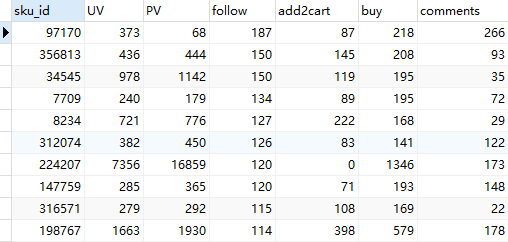 sku_id UV PV follow add2cart buy comments
97170 373 68 187 87 218 266
356813 436 444 150 145 208 93
34545 978 1142 150 119 195 35
7709 240 179 134 89 195 72
8234 721 776 127 222 168 29
312074 382 450 126 83 141 122
224207 7356 16859 120 0 1346 173
147759 285 365 120 71 193 148
316571 279 292 115 108 169 22
198767 1663 1930 114 398 579 178